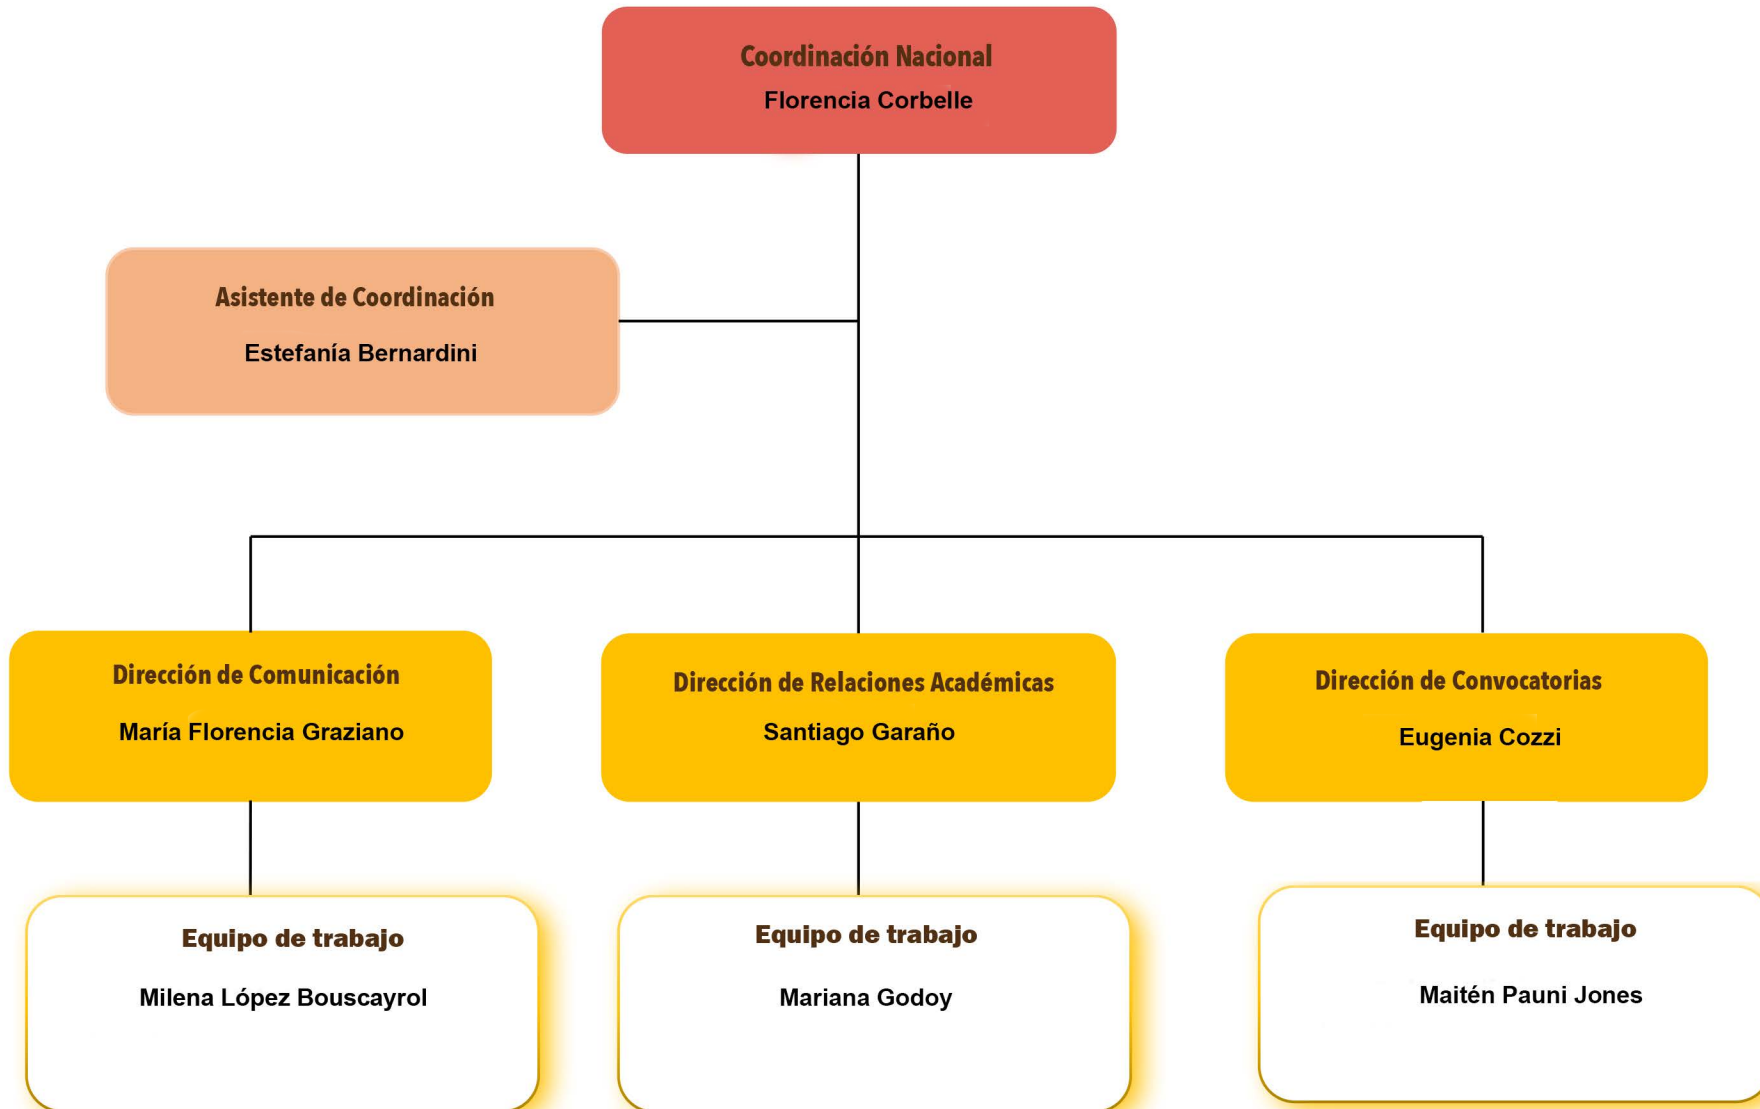 Coordinación Nacional
Florencia Corbelle
Asistente de Coordinación
Estefanía Bernardini
Dirección de Comunicación
María Florencia Graziano
Dirección de Relaciones Académicas
Santiago Garaño
Dirección de Convocatorias
Eugenia Cozzi
Equipo de trabajo
Milena López Bouscayrol
Equipo de trabajo
Mariana Godoy
Equipo de trabajo
Maitén Pauni Jones